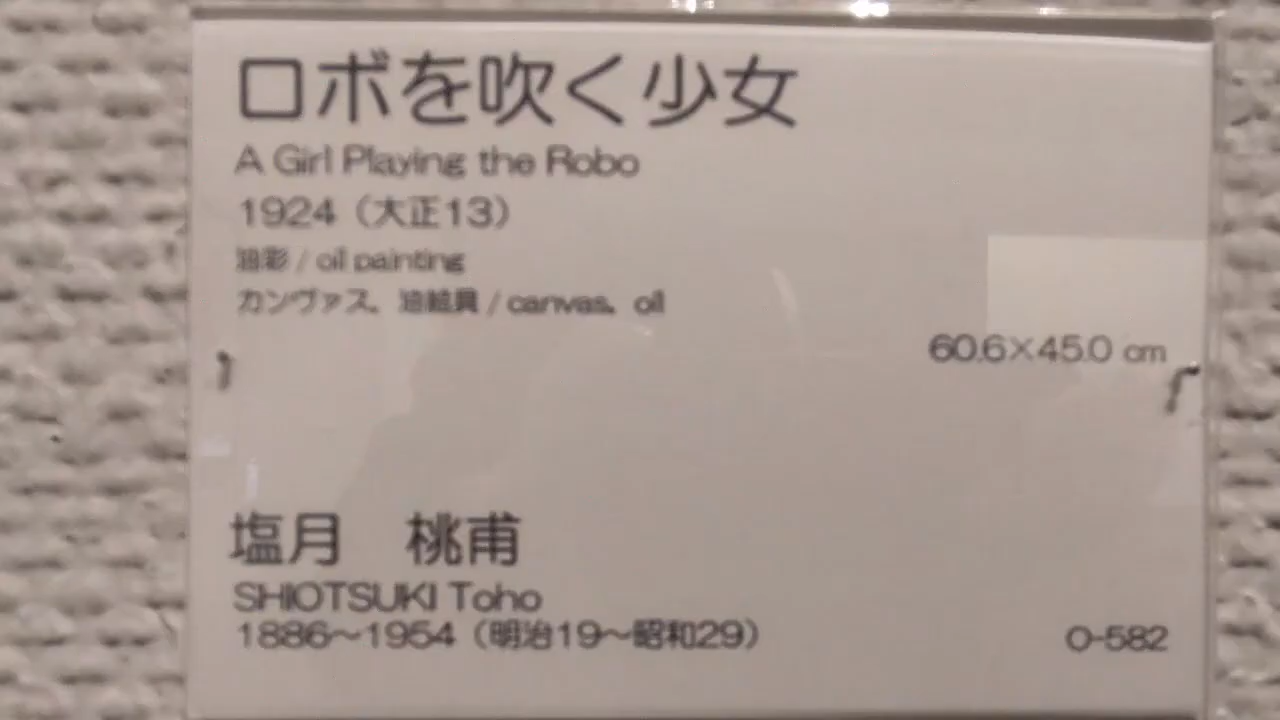 ロボを吹く少女
A Girl Playing the Robo
1924（大正13）
油彩 / oil painting
カンヴァス、油絵具 / canvas、oil
60.6×45.0 cm
塩月　桃甫
SHIOTSUKI Toho
1886～1954（明治19～昭和29）
O-582